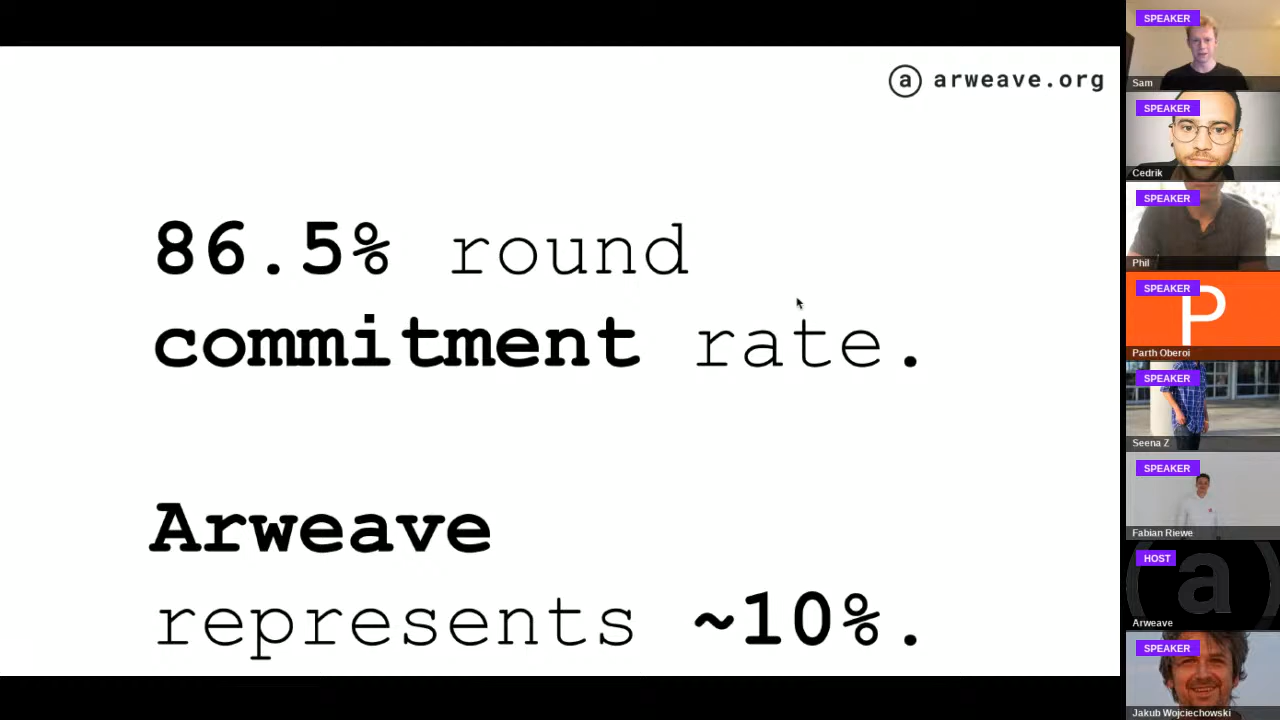 a arweave.org
86.5% round
commitment rate.
Arweave
represents ~10%.
SPEAKER
Sam
SPEAKER
Cedrik
SPEAKER
Phil
SPEAKER
P
Parth Oberoi
SPEAKER
Seena Z
SPEAKER
Fabian Riewe
HOST
a
Arweave
SPEAKER
Jakub Wojciechowski